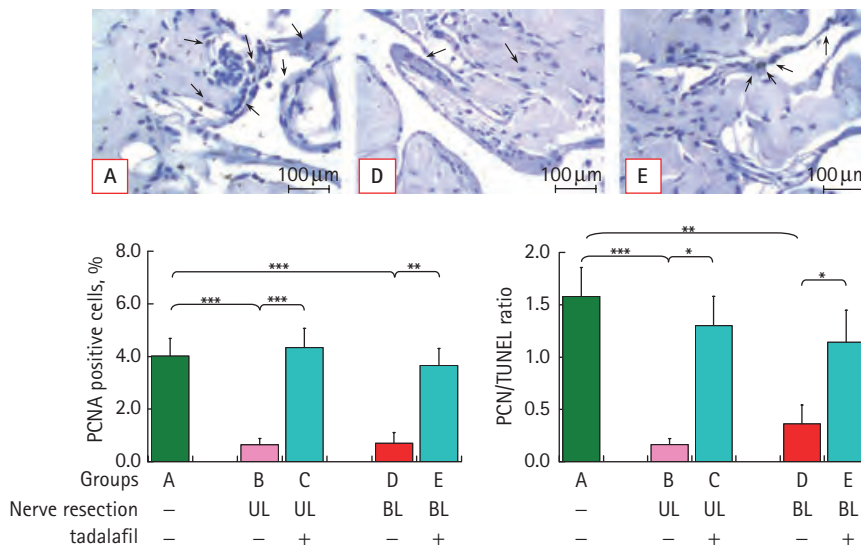 A
100 µm
D
100 µm
E
100 µm
PCNA positive cells, %
8.0
6.0
4.0
2.0
0.0
***
**
***
***
PCN/TUNEL ratio
2.0
1.5
1.0
0.5
0.0
**
***
*
*
Groups A B C D E A B C D E
Nerve resection – UL UL BL BL – UL UL BL BL
tadalafil – – + – + – – + – +